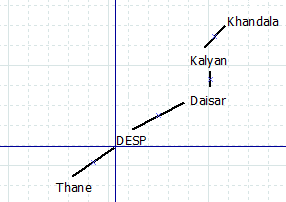 Khandala
Kalyan
Daisar
DESP
Thane